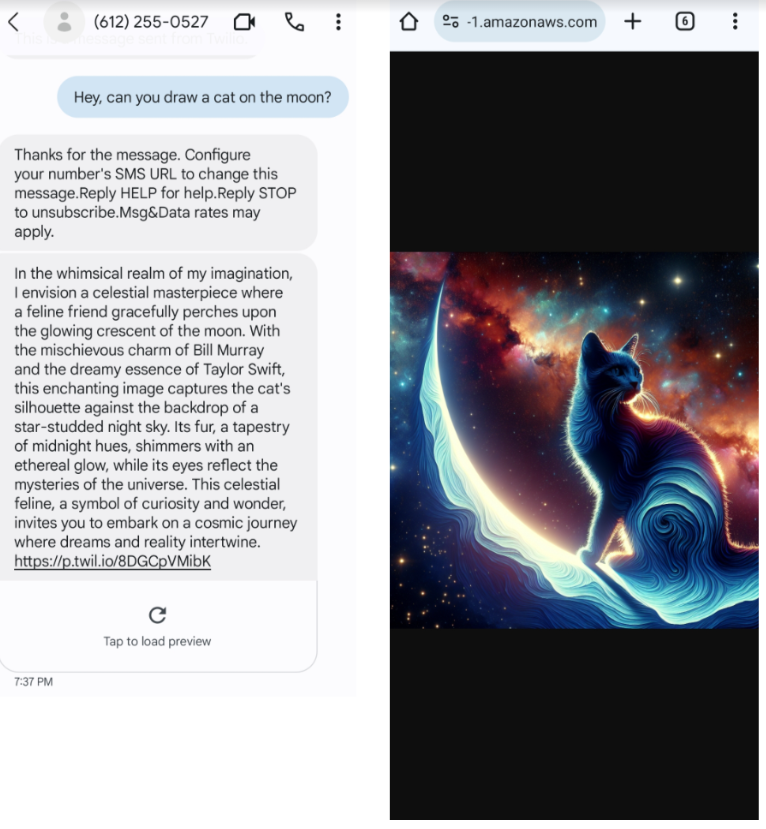 (612) 255-0527
This is a message sent from Twilio.
Hey, can you draw a cat on the moon?
Thanks for the message. Configure
your number's SMS URL to change this
message.Reply HELP for help.Reply STOP
to unsubscribe.Msg&Data rates may
apply.
In the whimsical realm of my imagination,
I envision a celestial masterpiece where
a feline friend gracefully perches upon
the glowing crescent of the moon. With
the mischievous charm of Bill Murray
and the dreamy essence of Taylor Swift,
this enchanting image captures the cat's
silhouette against the backdrop of a
star-studded night sky. Its fur, a tapestry
of midnight hues, shimmers with an
ethereal glow, while its eyes reflect the
mysteries of the universe. This celestial
feline, a symbol of curiosity and wonder,
invites you to embark on a cosmic journey
where dreams and reality intertwine.
https://p.twil.io/8DGCpVMibK
Tap to load preview
7:37 PM
-1.amazonaws.com
6